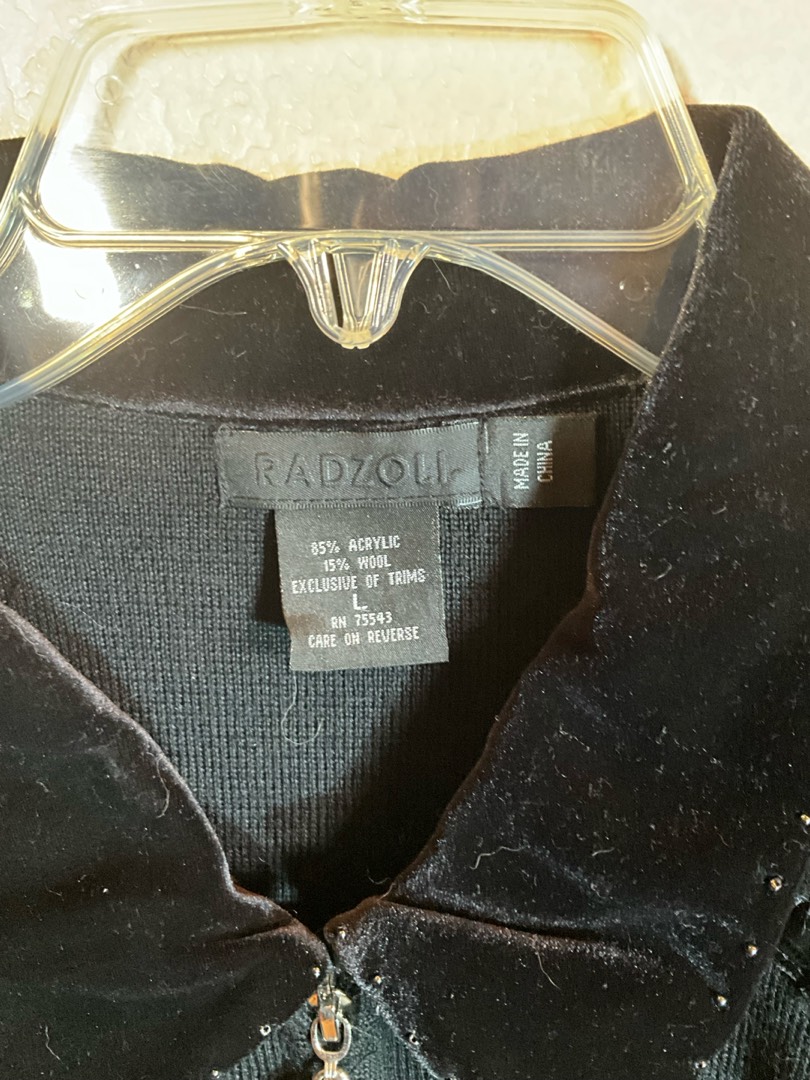 RADZOLI
MADE IN
CHINA
85% ACRYLIC
15% WOOL
EXCLUSIVE OF TRIMS
L
RN 75543
CARE ON REVERSE